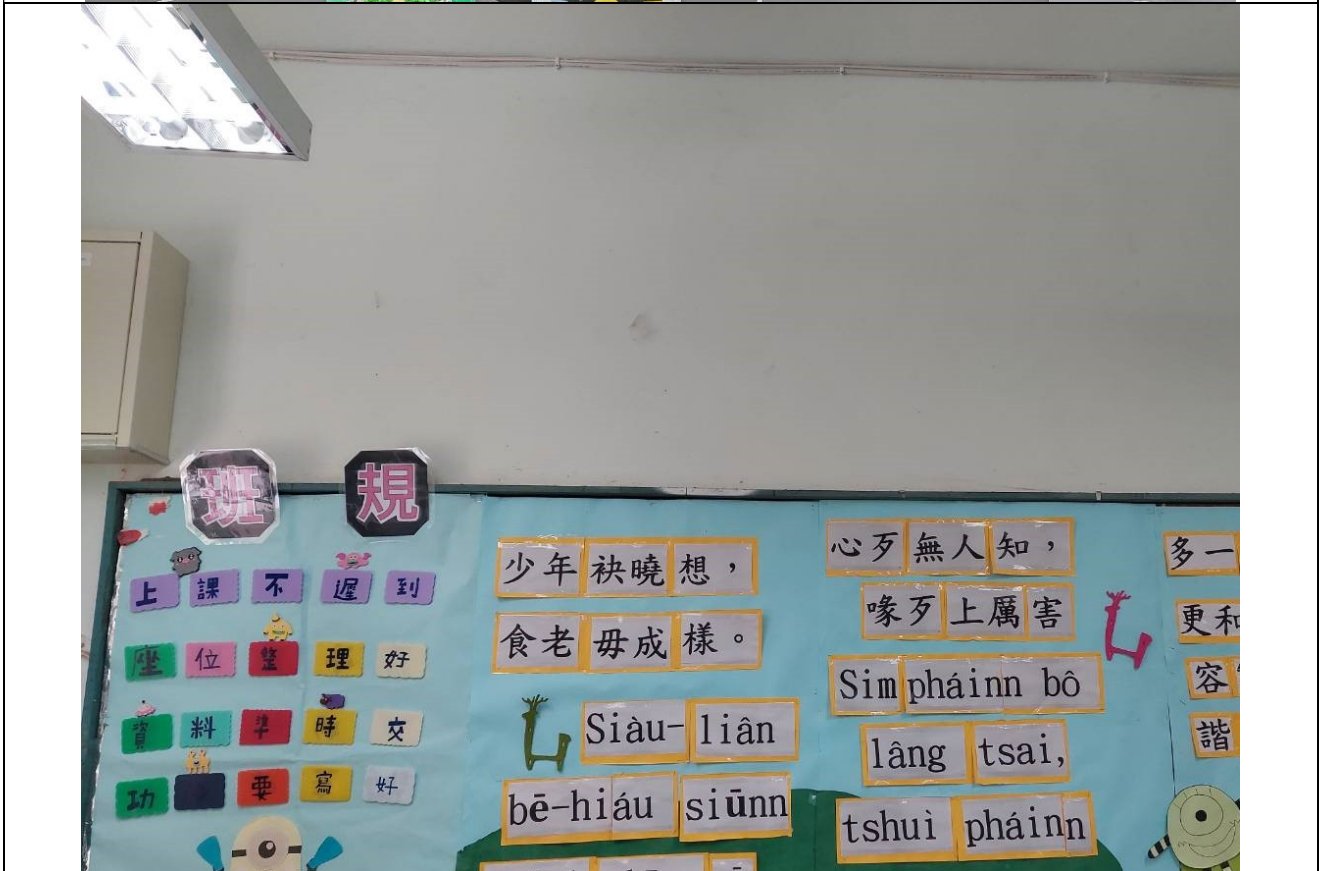 班規
上課不遲到
座位整理好
資料準時交
功 要寫好
少年袂曉想，
食老毋成樣。
Siàu-liân
bē-hiáu siūnn
心歹無人知，
喙歹上厲害
Sim pháinn bô
lâng tsai,
tshuì pháinn
多一
更和
容
諧